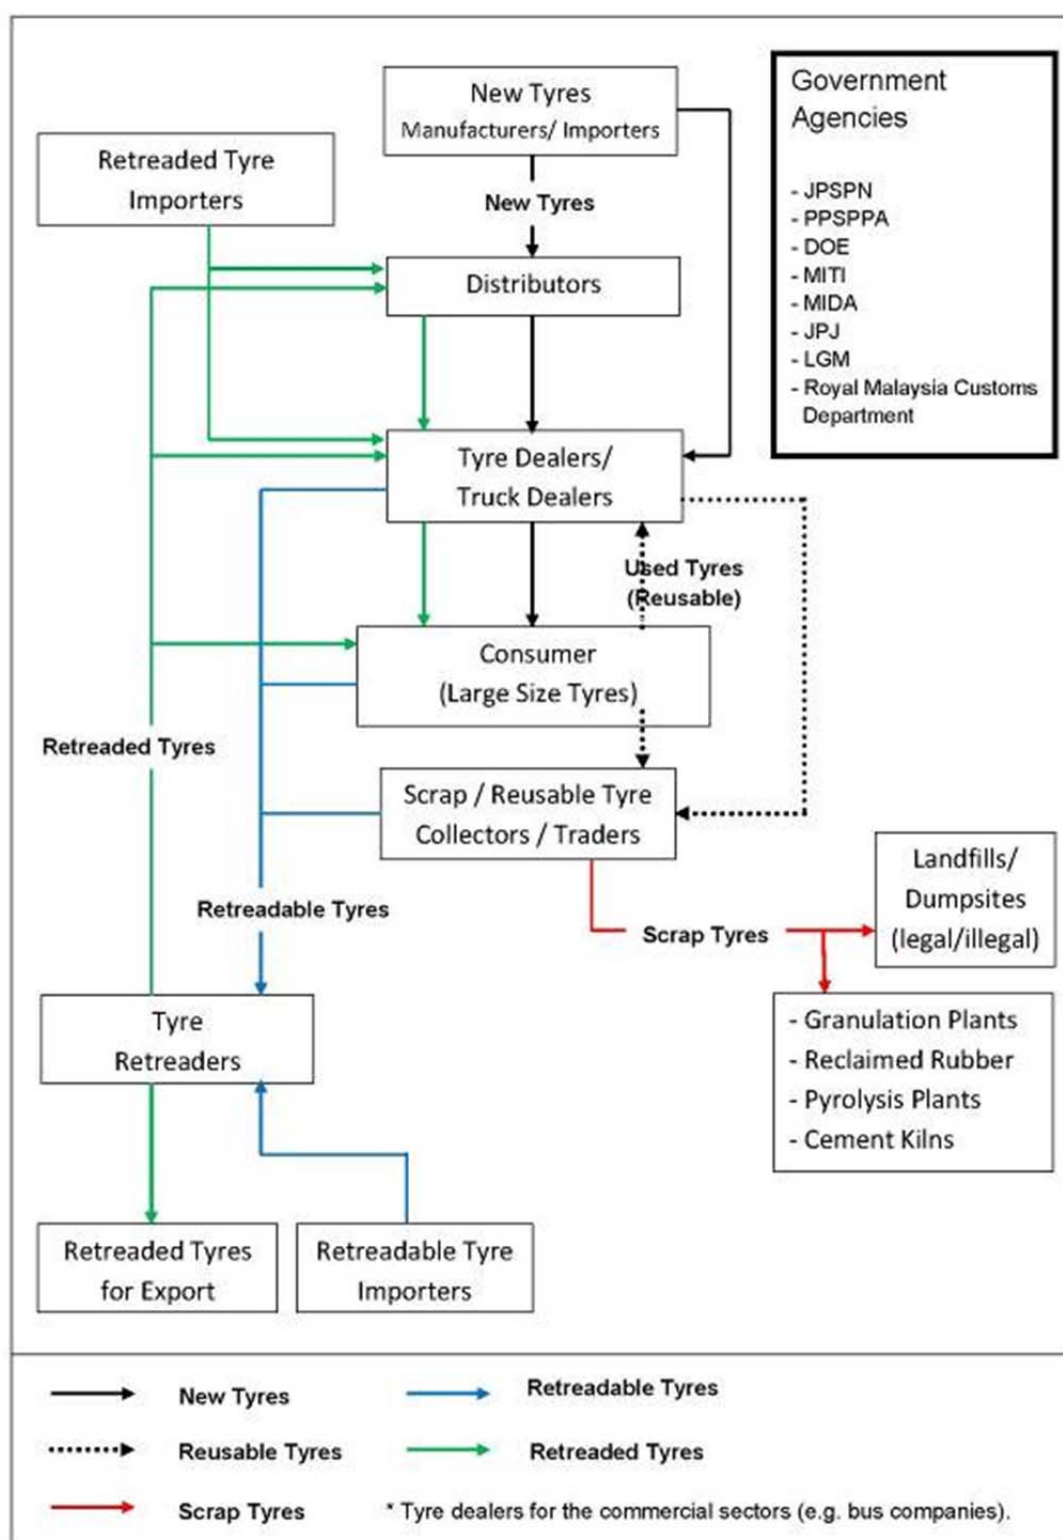 New Tyres
Manufacturers/ Importers
Government
Agencies
- JPSPN
- PPSPPA
- DOE
- MITI
- MIDA
- JPJ
- LGM
- Royal Malaysia Customs
Department
Retreaded Tyre
Importers
New Tyres
Distributors
Tyre Dealers/
Truck Dealers
Used Tyres
(Reusable)
Consumer
(Large Size Tyres)
Retreaded Tyres
Scrap / Reusable Tyre
Collectors / Traders
Retreadable Tyres
Scrap Tyres
Landfills/
Dumpsites
(legal/illegal)
Tyre
Retreaders
- Granulation Plants
- Reclaimed Rubber
- Pyrolysis Plants
- Cement Kilns
Retreaded Tyres
for Export
Retreadable Tyre
Importers
New Tyres
Retreadable Tyres
Reusable Tyres
Retreaded Tyres
Scrap Tyres
* Tyre dealers for the commercial sectors (e.g. bus companies).